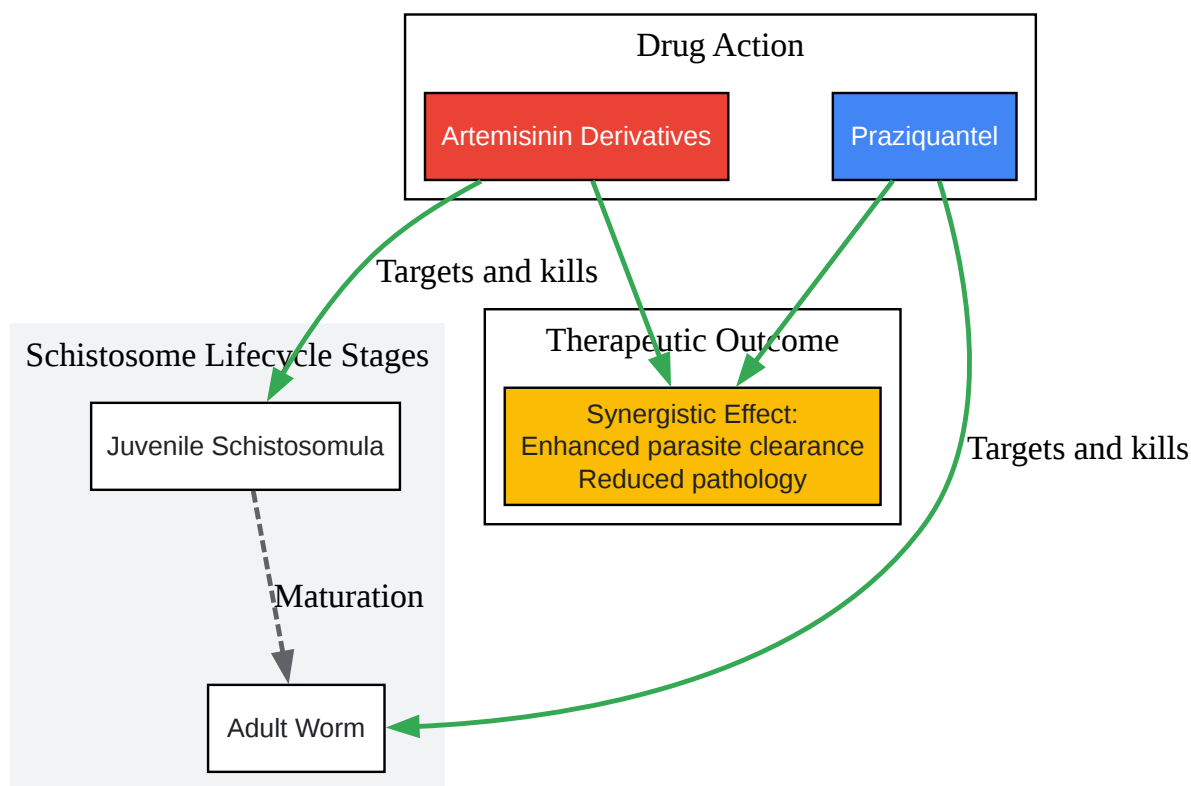 Drug Action
Artemisinin Derivatives
Praziquantel
Targets and kills
Therapeutic Outcome
Schistosome Lifecycle Stages
Synergistic Effect:
Enhanced parasite clearance
Reduced pathology
Juvenile Schistosomula
Targets and kills
Maturation
Adult Worm